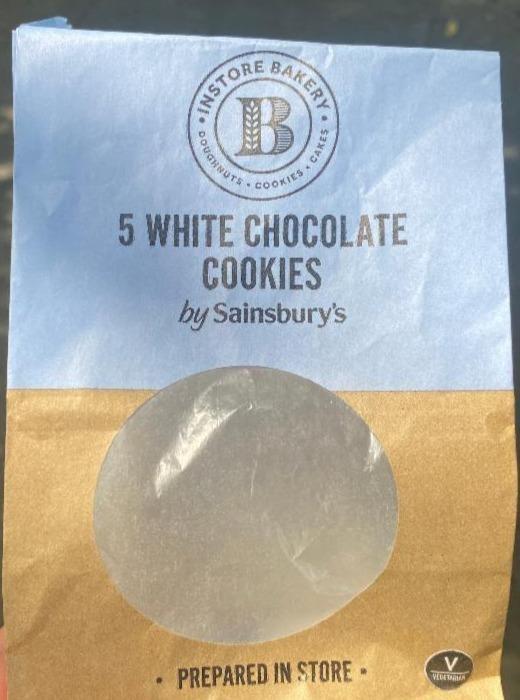 • INSTORE BAKERY •
B
DOUGHNUTS • COOKIES • CAKES
5 WHITE CHOCOLATE
COOKIES
by Sainsbury's
• PREPARED IN STORE •
V
VEGETARIAN